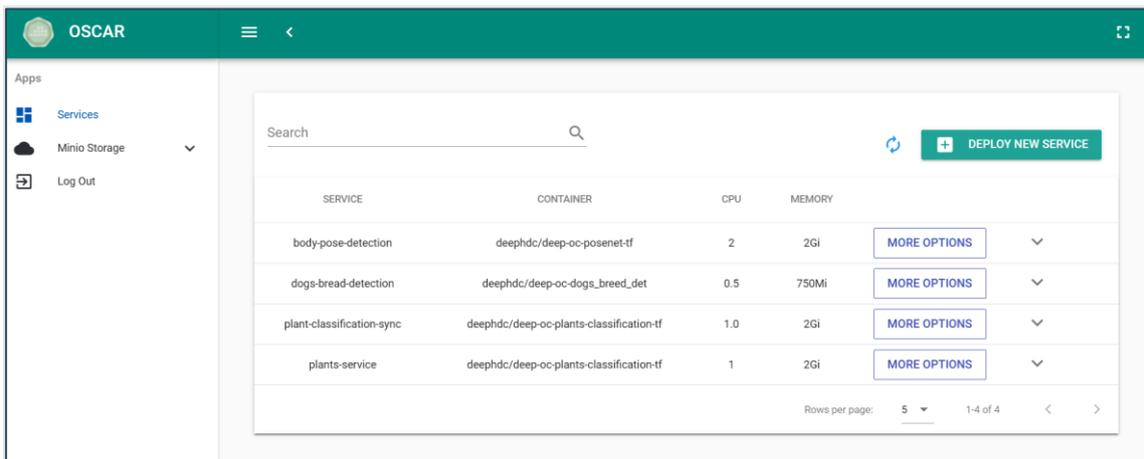 OSCAR
Apps
Services
Minio Storage
Log Out
Search
DEPLOY NEW SERVICE
SERVICE CONTAINER CPU MEMORY
body-pose-detection deephdc/deep-oc-posenet-tf 2 2Gi MORE OPTIONS
dogs-bread-detection deephdc/deep-oc-dogs_breed_det 0.5 750Mi MORE OPTIONS
plant-classification-sync deephdc/deep-oc-plants-classification-tf 1.0 2Gi MORE OPTIONS
plants-service deephdc/deep-oc-plants-classification-tf 1 2Gi MORE OPTIONS
Rows per page: 5 1-4 of 4